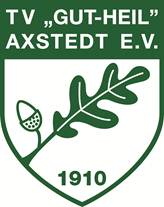 TV „GUT-HEIL”
AXSTEDT E.V.
1910